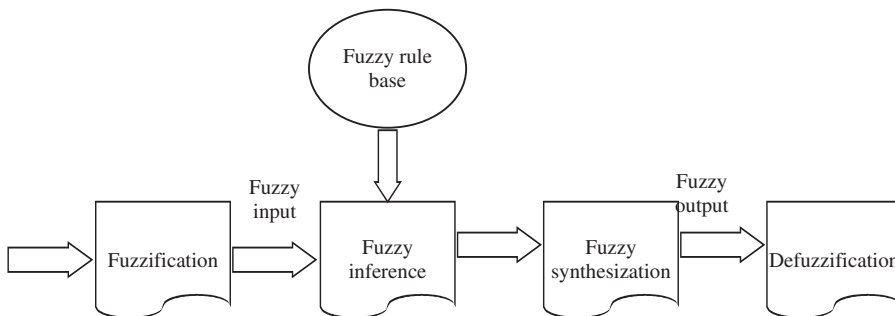 Fuzzy rule
base
Fuzzy
input
Fuzzy
output
Fuzzification
Fuzzy
inference
Fuzzy
synthesization
Defuzzification